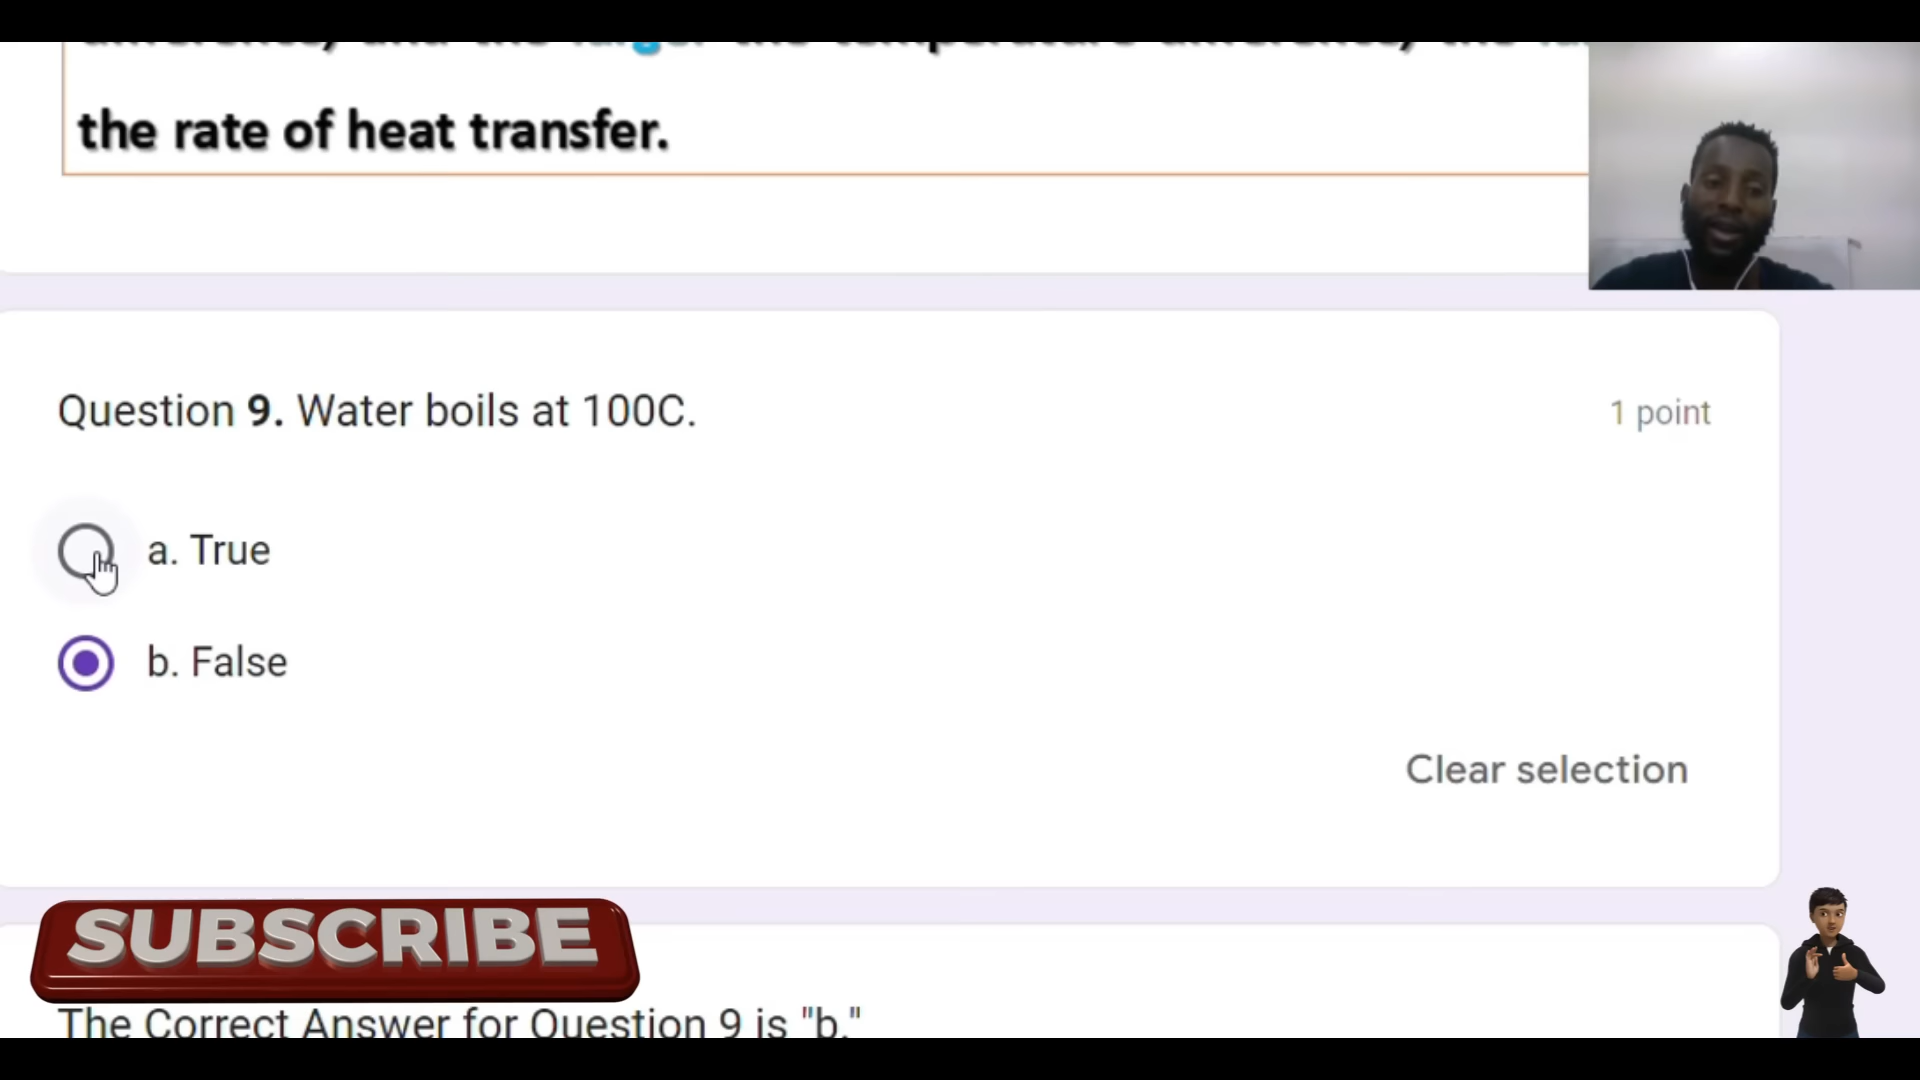 the rate of heat transfer.
Question 9. Water boils at 100C.
1 point
a. True
b. False
Clear selection
SUBSCRIBE
The Correct Answer for Question 9 is "b."